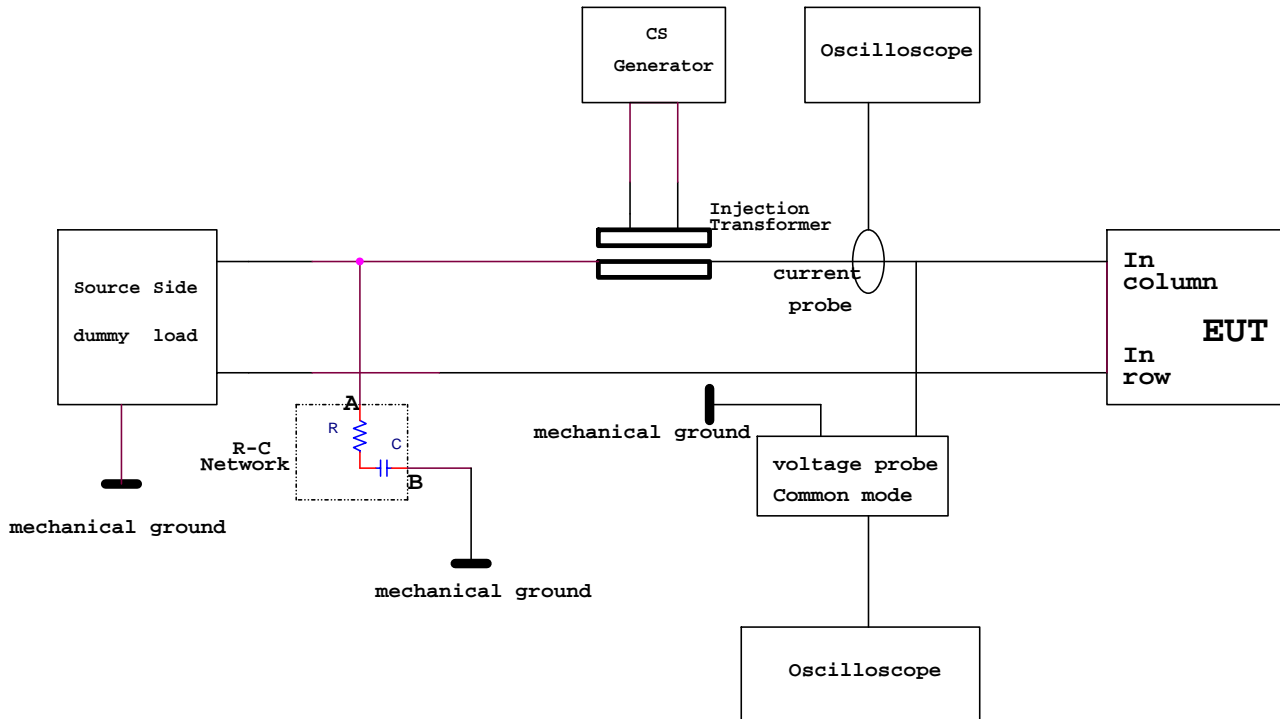 CS
Generator
Oscilloscope
Injection
Transformer
Source Side
dummy load
current
probe
In
column
EUT
In
row
A
R
C
B
R-C
Network
mechanical ground
voltage probe
Common mode
mechanical ground
mechanical ground
Oscilloscope